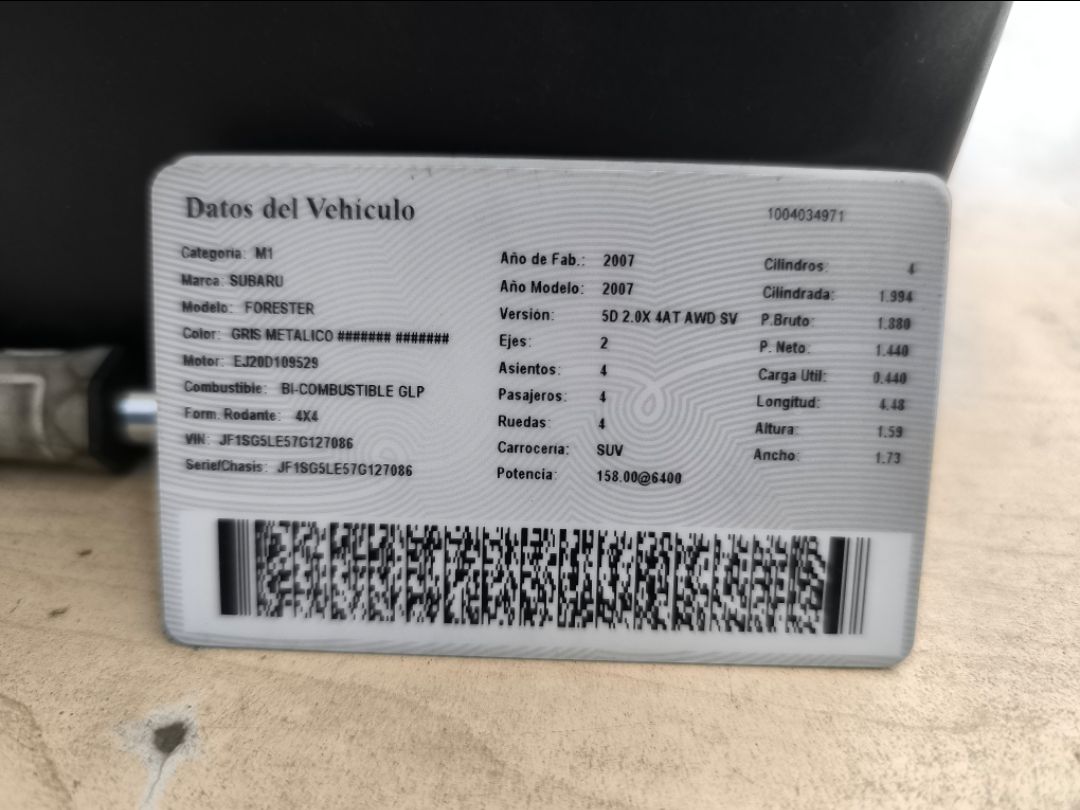 Datos del Vehículo
1004034971
Categoría: M1
Marca: SUBARU
Modelo: FORESTER
Color: GRIS METALICO ####### #######
Motor: EJ20D109529
Combustible: BI-COMBUSTIBLE GLP
Form. Rodante: 4X4
VIN: JF1SG5LE57G127086
Serie/Chasis: JF1SG5LE57G127086
Año de Fab.: 2007
Año Modelo: 2007
Versión: 5D 2.0X 4AT AWD SV
Ejes: 2
Asientos: 4
Pasajeros: 4
Ruedas: 4
Carrocería: SUV
Potencia: 158.00@6400
Cilindros: 4
Cilindrada: 1.994
P.Bruto: 1.880
P. Neto: 1.440
Carga Util: 0.440
Longitud: 4.48
Altura: 1.59
Ancho: 1.73